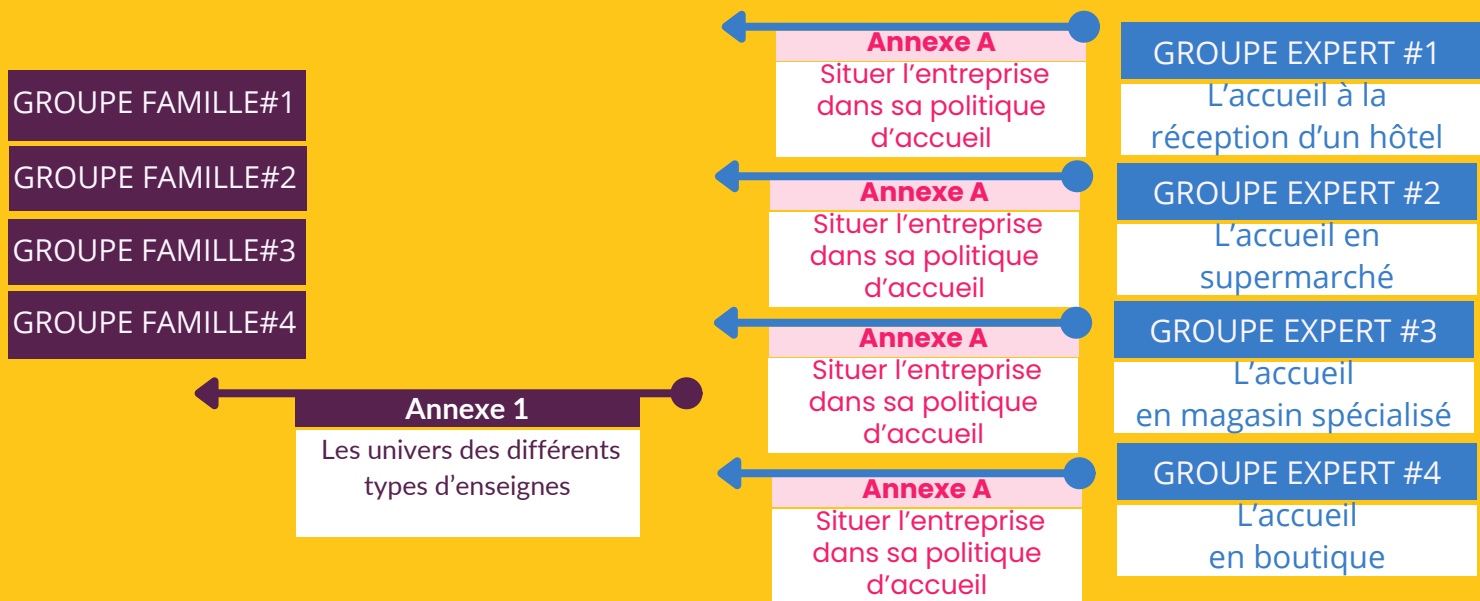 GROUPE FAMILLE#1
GROUPE FAMILLE#2
GROUPE FAMILLE#3
GROUPE FAMILLE#4
Annexe 1
Les univers des différents
types d'enseignes
Annexe A
Situer l'entreprise
dans sa politique
d'accueil
GROUPE EXPERT #1
L'accueil à la
réception d'un hôtel
Annexe A
Situer l'entreprise
dans sa politique
d'accueil
GROUPE EXPERT #2
L'accueil en
supermarché
Annexe A
Situer l'entreprise
dans sa politique
d'accueil
GROUPE EXPERT #3
L'accueil
en magasin spécialisé
Annexe A
Situer l'entreprise
dans sa politique
d'accueil
GROUPE EXPERT #4
L'accueil
en boutique